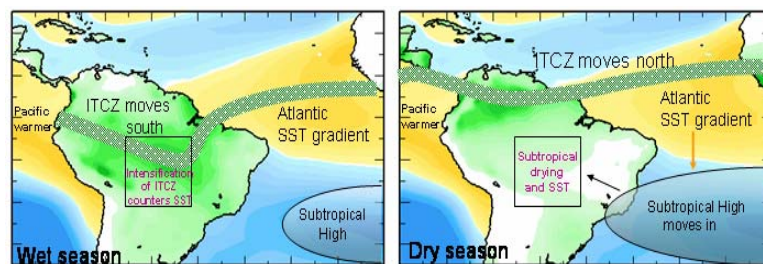 ITCZ moves
south
Pacific
warmer
Atlantic
SST gradient
Intensification
of ITCZ
counters SST
Subtropical
High
Wet season
ITCZ moves north
Pacific
warmer
Atlantic
SST gradient
Subtropical
drying
and SST
Subtropical High
moves in
Dry season